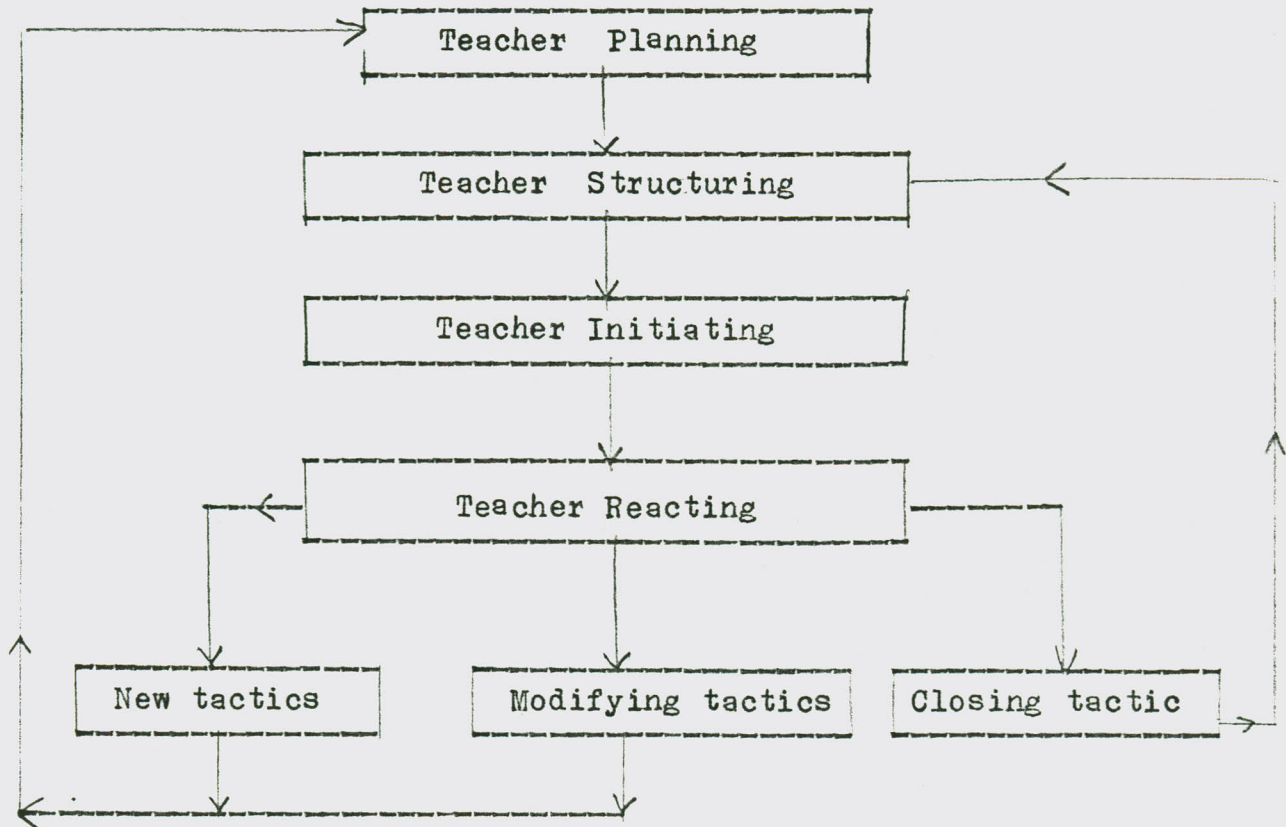 Teacher Planning
Teacher Structuring
Teacher Initiating
Teacher Reacting
New tactics
Modifying tactics
Closing tactic